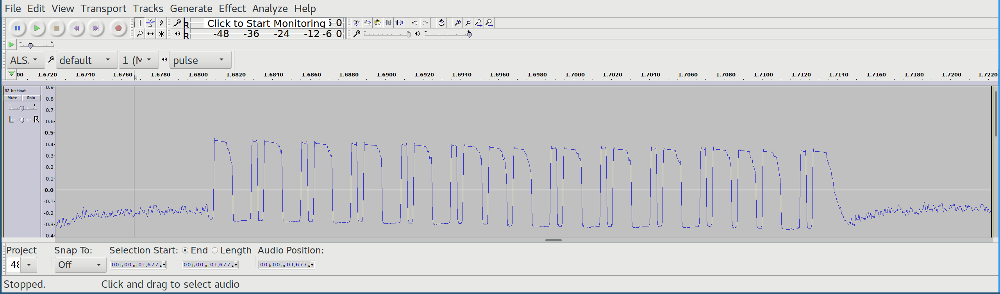 File Edit View Transport Tracks Generate Effect Analyze Help
R Click to Start Monitoring 0
R -48 -36 -24 -12 -6 0
- +
ALS default 1 (M pulse
00 1.6720 1.6740 1.6760 1.6780 1.6800 1.6820 1.6840 1.6860 1.6880 1.6900 1.6920 1.6940 1.6960 1.6980 1.7000 1.7020 1.7040 1.7060 1.7080 1.7100 1.7120 1.7140 1.7160 1.7180 1.7200 1.7220
32-bit float
Mute Solo
- +
L R
0.9
0.8
0.7
0.6
0.5
0.4
0.3
0.2
0.1
0.0
-0.1
-0.2
-0.3
-0.4
Project Snap To: Selection Start: End Length Audio Position:
48 Off 00 h 00 m 01.677 s 00 h 00 m 01.677 s 00 h 00 m 01.677 s
Stopped. Click and drag to select audio